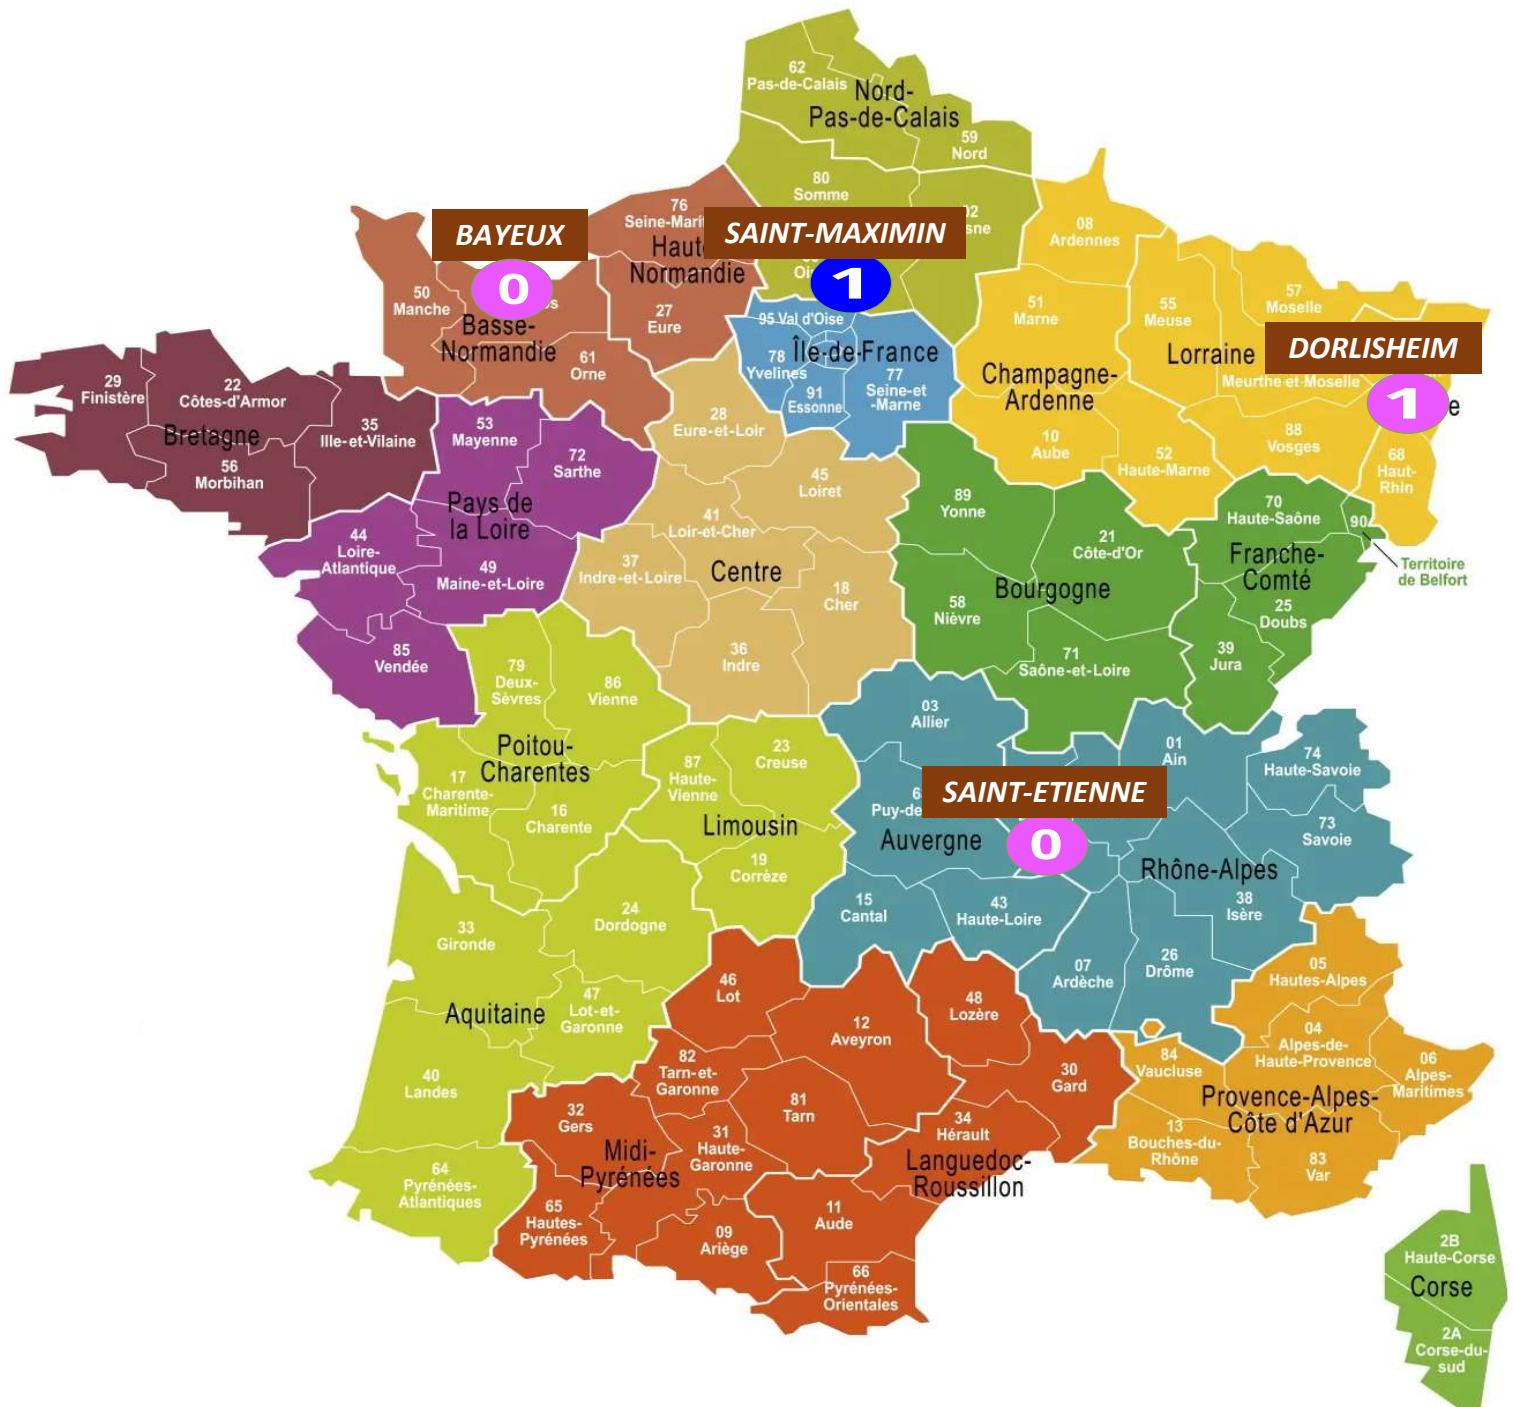 62
Pas-de-Calais
Nord-
Pas-de-Calais
59
Nord
80
Somme
02
sne
Oi
76
Seine-Marit
Haut
Normandie
27
Eure
BAYEUX
0
SAINT-MAXIMIN
1
50
Manche
os
Basse-
Normandie
61
Orne
08
Ardennes
51
Marne
55
Meuse
57
Moselle
Lorraine
DORLISHEIM
1
e
Meurthe-et-Moselle
Champagne-
Ardenne
10
Aube
52
Haute-Marne
88
Vosges
68
Haut-
Rhin
95 Val d'Oise
78
Yvelines
Île-de-France
91
Essonne
77
Seine-et
-Marne
29
Finistère
22
Côtes-d'Armor
Bretagne
35
Ille-et-Vilaine
56
Morbihan
53
Mayenne
72
Sarthe
Pays de
la Loire
44
Loire-
Atlantique
49
Maine-et-Loire
85
Vendée
28
Eure-et-Loir
45
Loiret
41
Loir-et-Cher
37
Indre-et-Loire
Centre
18
Cher
36
Indre
89
Yonne
21
Côte-d'Or
Bourgogne
58
Nièvre
71
Saône-et-Loire
70
Haute-Saône
90
Territoire
de Belfort
Franche-
Comté
25
Doubs
39
Jura
79
Deux-
Sèvres
86
Vienne
Poitou-
Charentes
17
Charente-
Maritime
16
Charente
87
Haute-
Vienne
23
Creuse
Limousin
19
Corrèze
03
Allier
6
Puy-de
Auvergne
SAINT-ETIENNE
0
15
Cantal
43
Haute-Loire
01
Ain
74
Haute-Savoie
73
Savoie
Rhône-Alpes
38
Isère
07
Ardèche
26
Drôme
33
Gironde
24
Dordogne
47
Lot-et-
Garonne
Aquitaine
40
Landes
64
Pyrénées-
Atlantiques
46
Lot
12
Aveyron
48
Lozère
82
Tarn-et-
Garonne
81
Tarn
30
Gard
32
Gers
31
Haute-
Garonne
Midi-
Pyrénées
34
Hérault
Languedoc-
Roussillon
65
Hautes-
Pyrénées
09
Ariège
11
Aude
66
Pyrénées-
Orientales
05
Hautes-Alpes
04
Alpes-de-
Haute-Provence
06
Alpes-
Maritimes
84
Vaucluse
Provence-Alpes-
Côte d'Azur
13
Bouches-du-
Rhône
83
Var
2B
Haute-Corse
Corse
2A
Corse-du-
sud